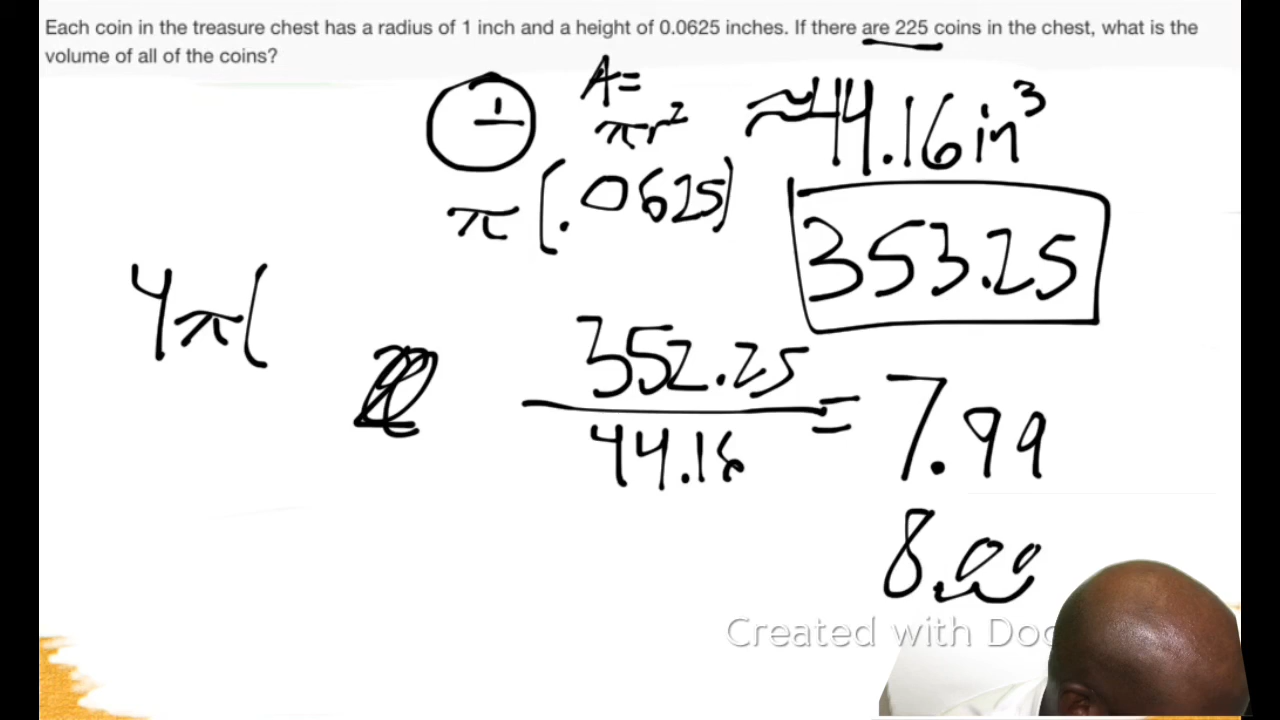 Each coin in the treasure chest has a radius of 1 inch and a height of 0.0625 inches. If there are 225 coins in the chest, what is the
volume of all of the coins?
1
A=
πr²
≈44.16in³
π(.0625)
353.25
4π(
352.25
44.16
= 7.99
8.00
Created with Doc